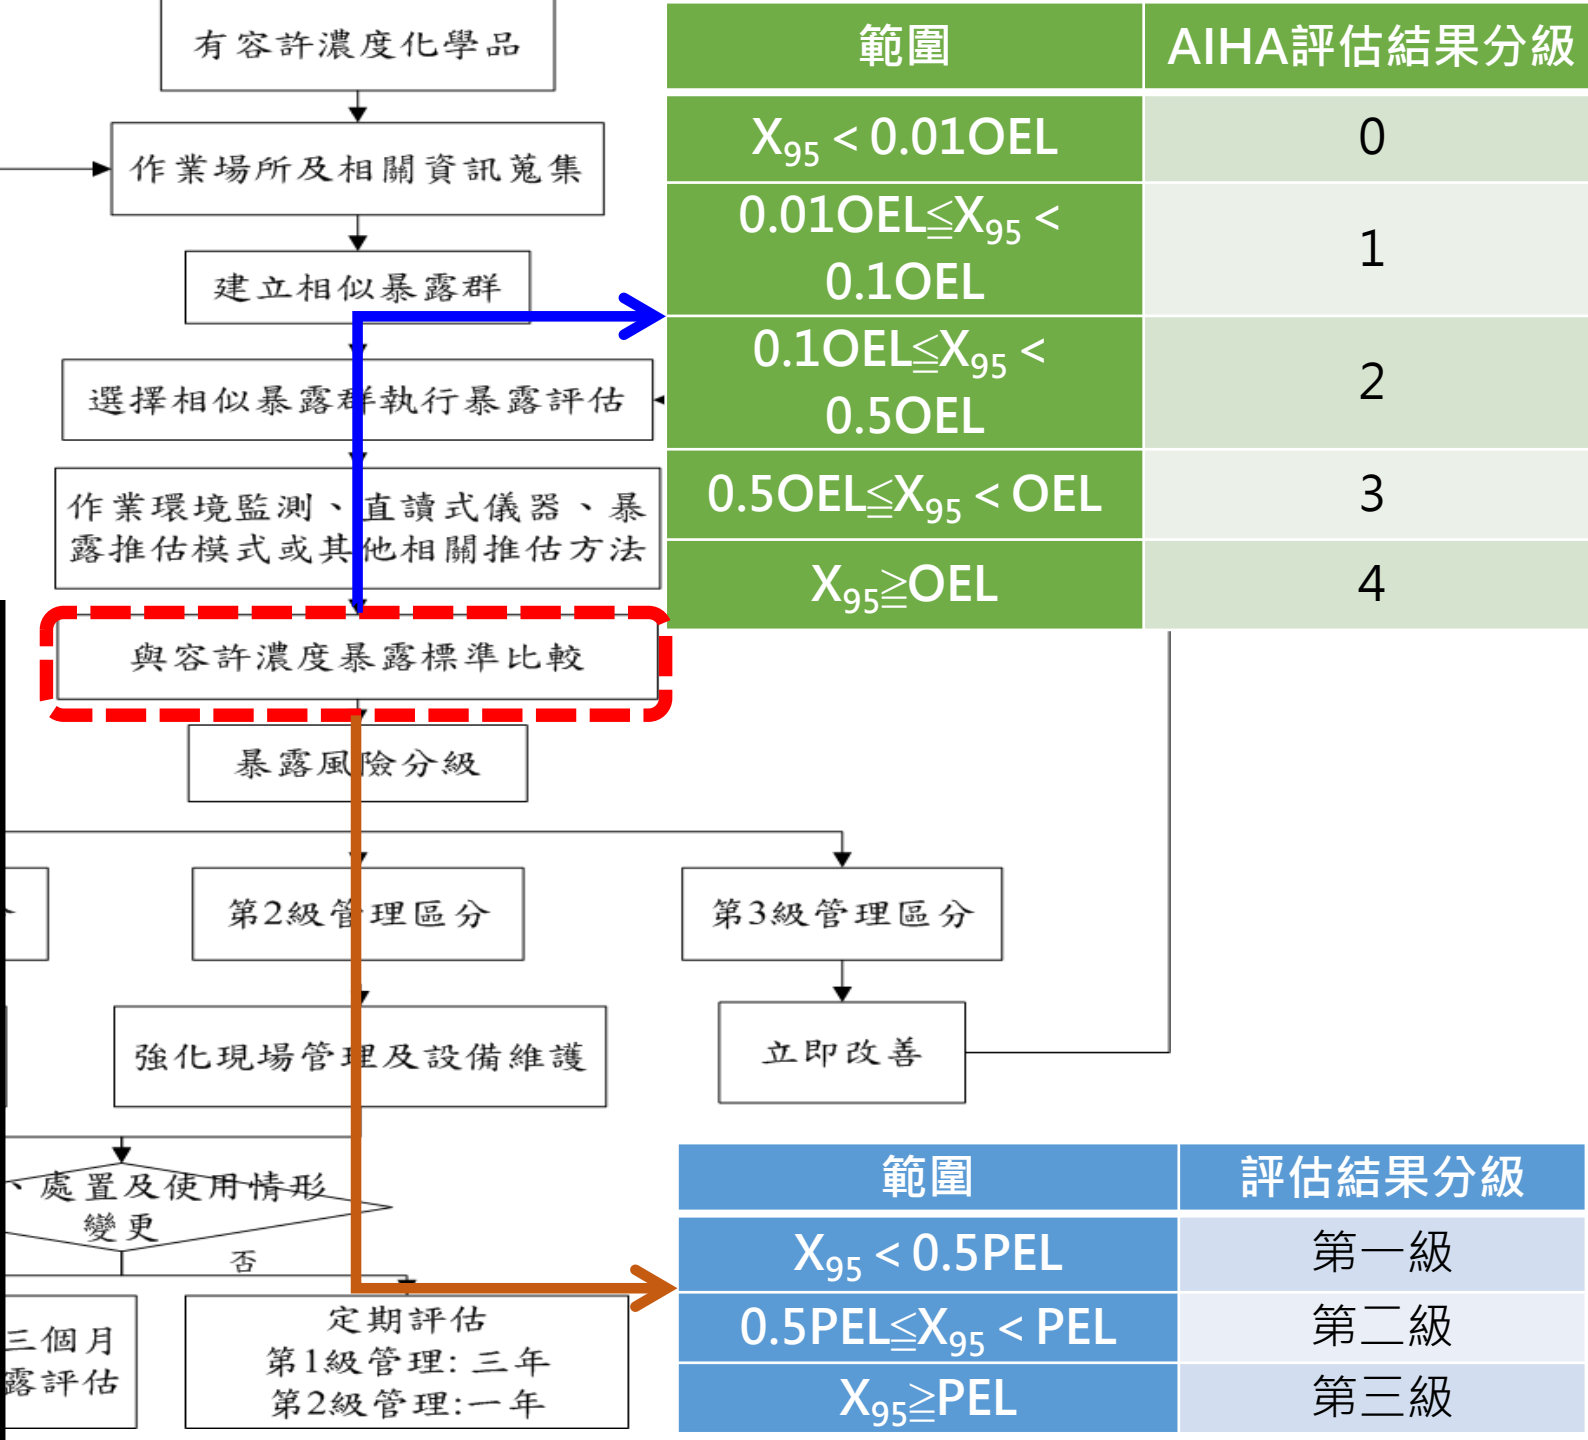 有容許濃度化學品
作業場所及相關資訊蒐集
建立相似暴露群
選擇相似暴露群執行暴露評估
作業環境監測、直讀式儀器、暴
露推估模式或其他相關推估方法
與容許濃度暴露標準比較
暴露風險分級
第2級管理區分
第3級管理區分
強化現場管理及設備維護
立即改善
、處置及使用情形
變更
否
三個月
露評估
定期評估
第1級管理: 三年
第2級管理:一年
範圍 AIHA評估結果分級
X95 < 0.01OEL 0
0.01OEL≦X95 <
0.1OEL
1
0.1OEL≦X95 <
0.5OEL
2
0.5OEL≦X95 < OEL 3
X95≧OEL 4
範圍 評估結果分級
X95 < 0.5PEL 第一級
0.5PEL≦X95 < PEL 第二級
X95≧PEL 第三級